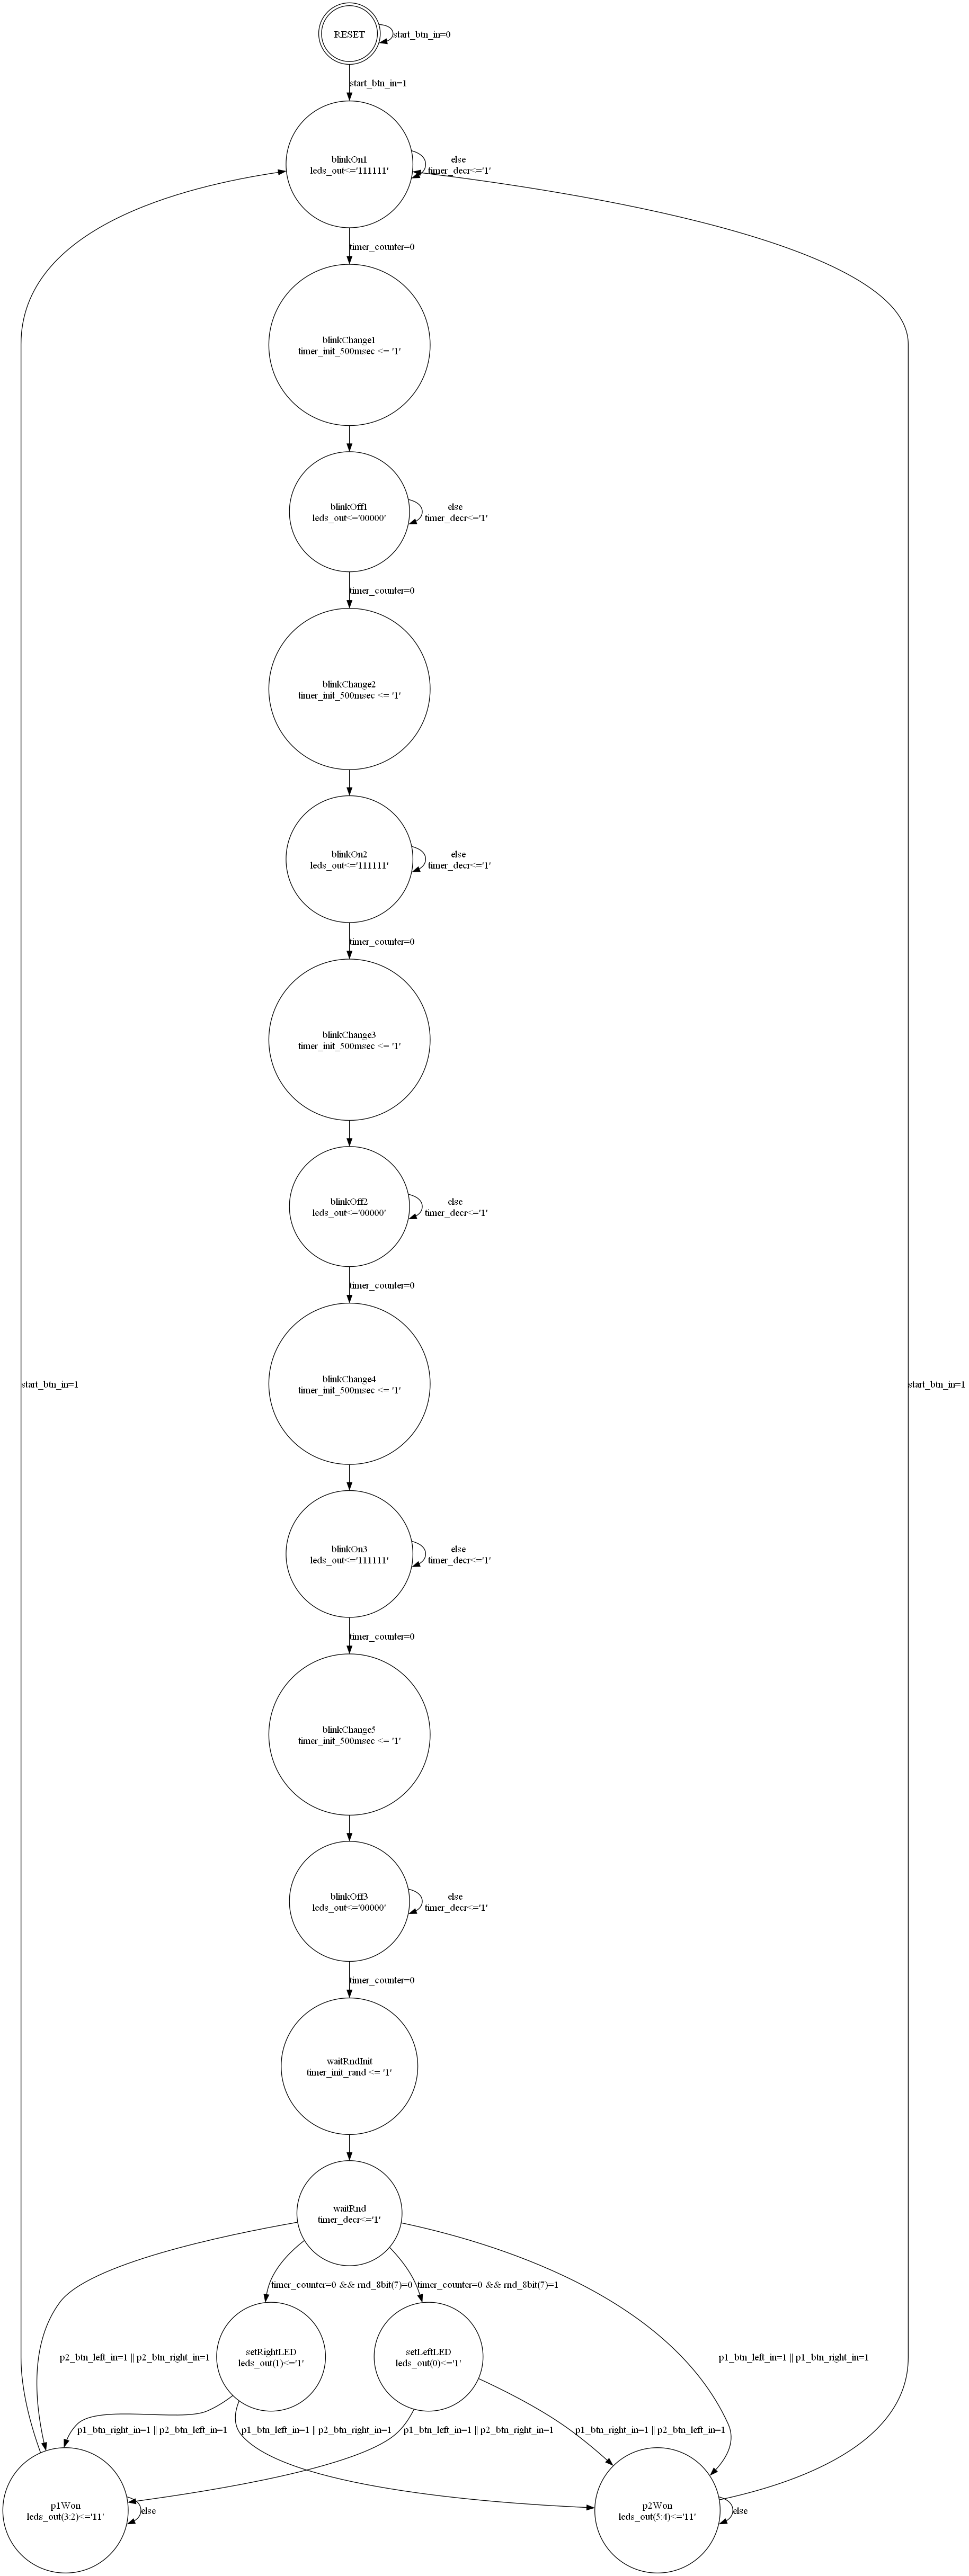 RESET
start_btn_in=0
start_btn_in=1
blinkOn1
leds_out<='111111'
else
timer_decr<='1'
timer_counter=0
blinkChange1
timer_init_500msec <= '1'
blinkOff1
leds_out<='00000'
else
timer_decr<='1'
timer_counter=0
blinkChange2
timer_init_500msec <= '1'
blinkOn2
leds_out<='111111'
else
timer_decr<='1'
timer_counter=0
blinkChange3
timer_init_500msec <= '1'
blinkOff2
leds_out<='00000'
else
timer_decr<='1'
timer_counter=0
blinkChange4
timer_init_500msec <= '1'
start_btn_in=1
start_btn_in=1
blinkOn3
leds_out<='111111'
else
timer_decr<='1'
timer_counter=0
blinkChange5
timer_init_500msec <= '1'
blinkOff3
leds_out<='00000'
else
timer_decr<='1'
timer_counter=0
waitRndInit
timer_init_rand <= '1'
waitRnd
timer_decr<='1'
timer_counter=0 && rnd_8bit(7)=0
timer_counter=0 && rnd_8bit(7)=1
p2_btn_left_in=1 || p2_btn_right_in=1
setRightLED
leds_out(1)<='1'
setLeftLED
leds_out(0)<='1'
p1_btn_left_in=1 || p1_btn_right_in=1
p1_btn_right_in=1 || p2_btn_left_in=1
p1_btn_left_in=1 || p2_btn_right_in=1
p1_btn_left_in=1 || p2_btn_right_in=1
p1_btn_right_in=1 || p2_btn_left_in=1
p1Won
leds_out(3:2)<='11'
else
p2Won
leds_out(5:4)<='11'
else